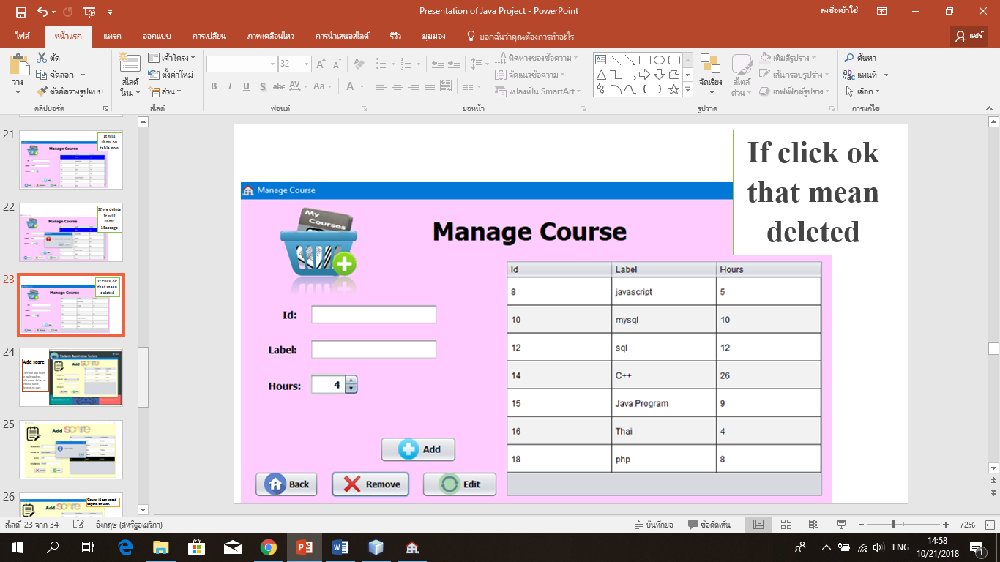 Presentation of Java Project - PowerPoint
ลงชื่อเข้าใช้
ไฟล์ หน้าแรก แทรก ออกแบบ การเปลี่ยน ภาพเคลื่อนไหว การนำเสนอสไลด์ รีวิว มุมมอง บอกฉันว่าคุณต้องการทำอะไร แชร์
วาง
ตัด
คัดลอก
ตัวคัดวางรูปแบบ
คลิปบอร์ด
สไลด์
ใหม่
เค้าโครง
ตั้งค่าใหม่
ส่วน
สไลด์
32
B I U S abc AV Aa A
ฟอนต์
ทิศทางของข้อความ
จัดแนวข้อความ
แปลงเป็น SmartArt
ย่อหน้า
จัดเรียง
สไตล์
ด่วน
เติมสีรูปร่าง
เส้นกรอบรูปร่าง
เอฟเฟ็กต์รูปร่าง
รูปวาด
ค้นหา
แทนที่
เลือก
การแก้ไข
21
It will
show on
table now
Manage Course
22
If we delete
It will
show
Massage
Manage Course
23
If click ok
that mean
deleted
Manage Course
24
Add score
Students Registration System
Add score
25
Add score
26
Course id can select
depend on user.
Add score
If click ok
that mean
deleted
Manage Course
My
Courses
Manage Course
Id:
Label:
Hours: 4
Add
Back Remove Edit
Id Label Hours
8 javascript 5
10 mysql 10
12 sql 12
14 C++ 26
15 Java Program 9
16 Thai 4
18 php 8
สไลด์ 23 จาก 34 อังกฤษ (สหรัฐอเมริกา) บันทึกย่อ ข้อคิดเห็น 72%
ENG
14:58
10/21/2018
1